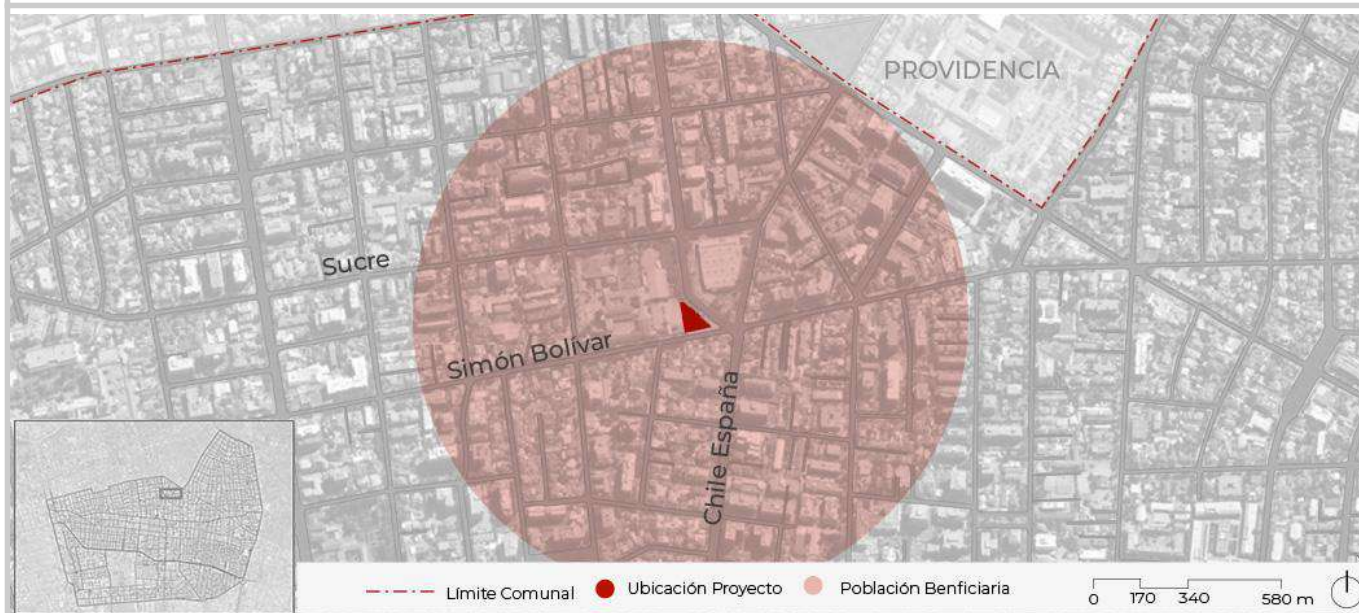 PROVIDENCIA
Sucre
Simón Bolívar
Chile España
Límite Comunal
Ubicación Proyecto
Población Benficiaria
0 170 340 580 m